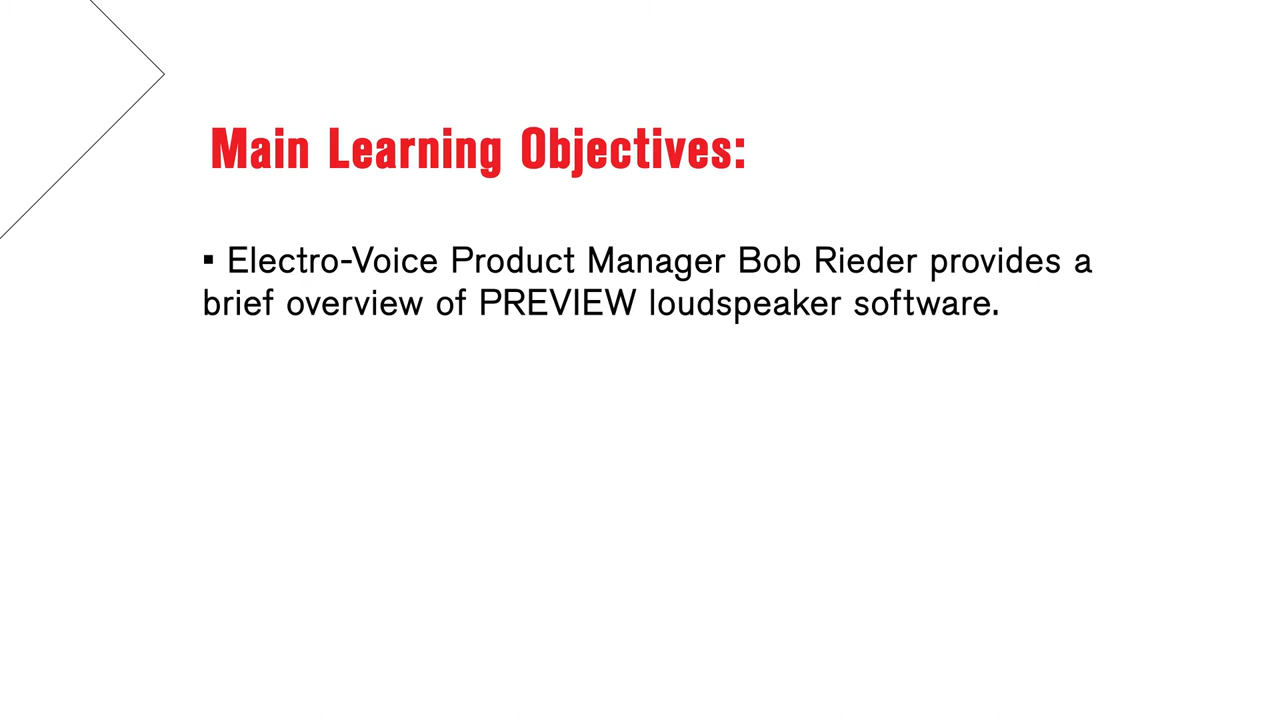 Main Learning Objectives:
▪ Electro-Voice Product Manager Bob Rieder provides a
brief overview of PREVIEW loudspeaker software.